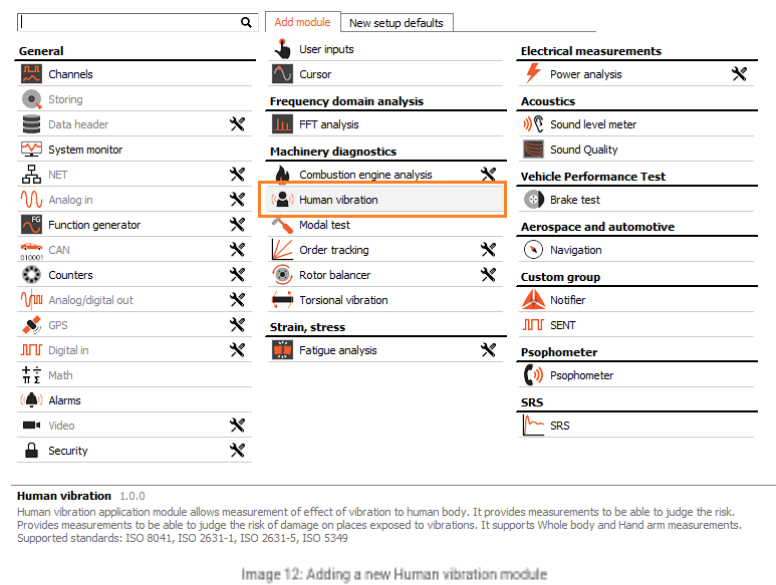 Add module
New setup defaults
General
Channels
Storing
Data header
System monitor
NET
Analog in
FG
Function generator
010001
CAN
Counters
Analog/digital out
GPS
Digital in
Math
Alarms
Video
Security
User inputs
Cursor
Frequency domain analysis
FFT analysis
Machinery diagnostics
Combustion engine analysis
Human vibration
Modal test
Order tracking
Rotor balancer
Torsional vibration
Strain, stress
Fatigue analysis
Electrical measurements
Power analysis
Acoustics
Sound level meter
Sound Quality
Vehicle Performance Test
Brake test
Aerospace and automotive
Navigation
Custom group
Notifier
SENT
Psophometer
Psophometer
SRS
SRS
Human vibration 1.0.0
Human vibration application module allows measurement of effect of vibration to human body. It provides measurements to be able to judge the risk.
Provides measurements to be able to judge the risk of damage on places exposed to vibrations. It supports Whole body and Hand arm measurements.
Supported standards: ISO 8041, ISO 2631-1, ISO 2631-5, ISO 5349
Image 12: Adding a new Human vibration module